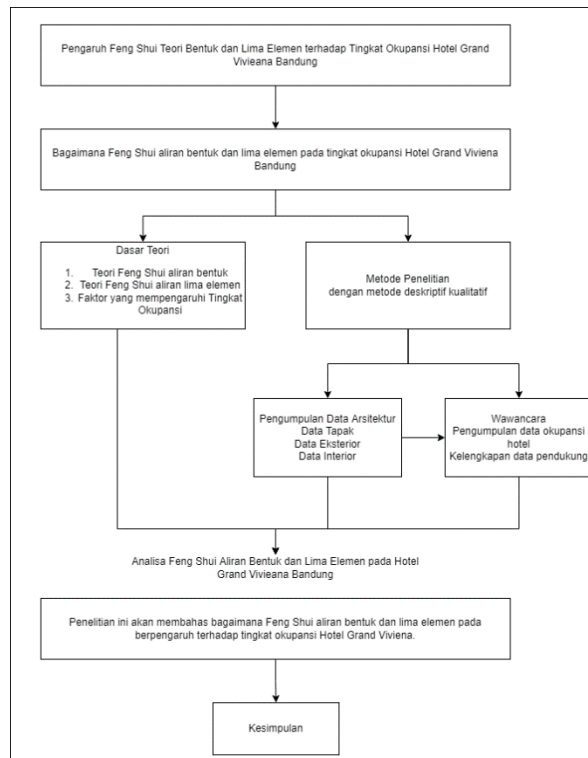 Pengaruh Feng Shui Teori Bentuk dan Lima Elemen terhadap Tingkat Okupansi Hotel Grand
Vivieana Bandung
Bagaimana Feng Shui aliran bentuk dan lima elemen pada tingkat okupansi Hotel Grand Viviena
Bandung
Dasar Teori
1. Teori Feng Shui aliran bentuk
2. Teori Feng Shui aliran lima elemen
3. Faktor yang mempengaruhi Tingkat
Okupansi
Metode Penelitian
dengan metode deskriptif kualitatif
Pengumpulan Data Arsitektur
Data Tapak
Data Eksterior
Data Interior
Wawancara
Pengumpulan data okupansi
hotel
Kelengkapan data pendukung
Analisa Feng Shui Aliran Bentuk dan Lima Elemen pada Hotel
Grand Vivieana Bandung
Penelitian ini akan membahas bagaimana Feng Shui aliran bentuk dan lima elemen pada
berpengaruh terhadap tingkat okupansi Hotel Grand Viviena.
Kesimpulan